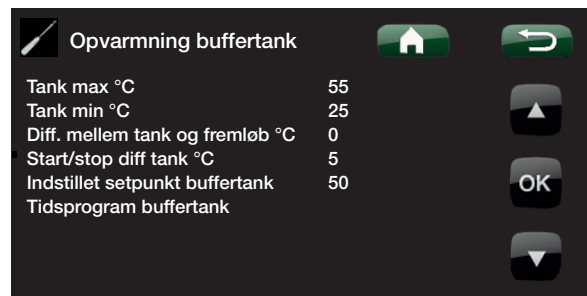 Opvarmning buffertank
Tank max °C 55
Tank min °C 25
Diff. mellem tank og fremløb °C 0
Start/stop diff tank °C 5
Indstillet setpunkt buffertank 50
Tidsprogram buffertank
OK